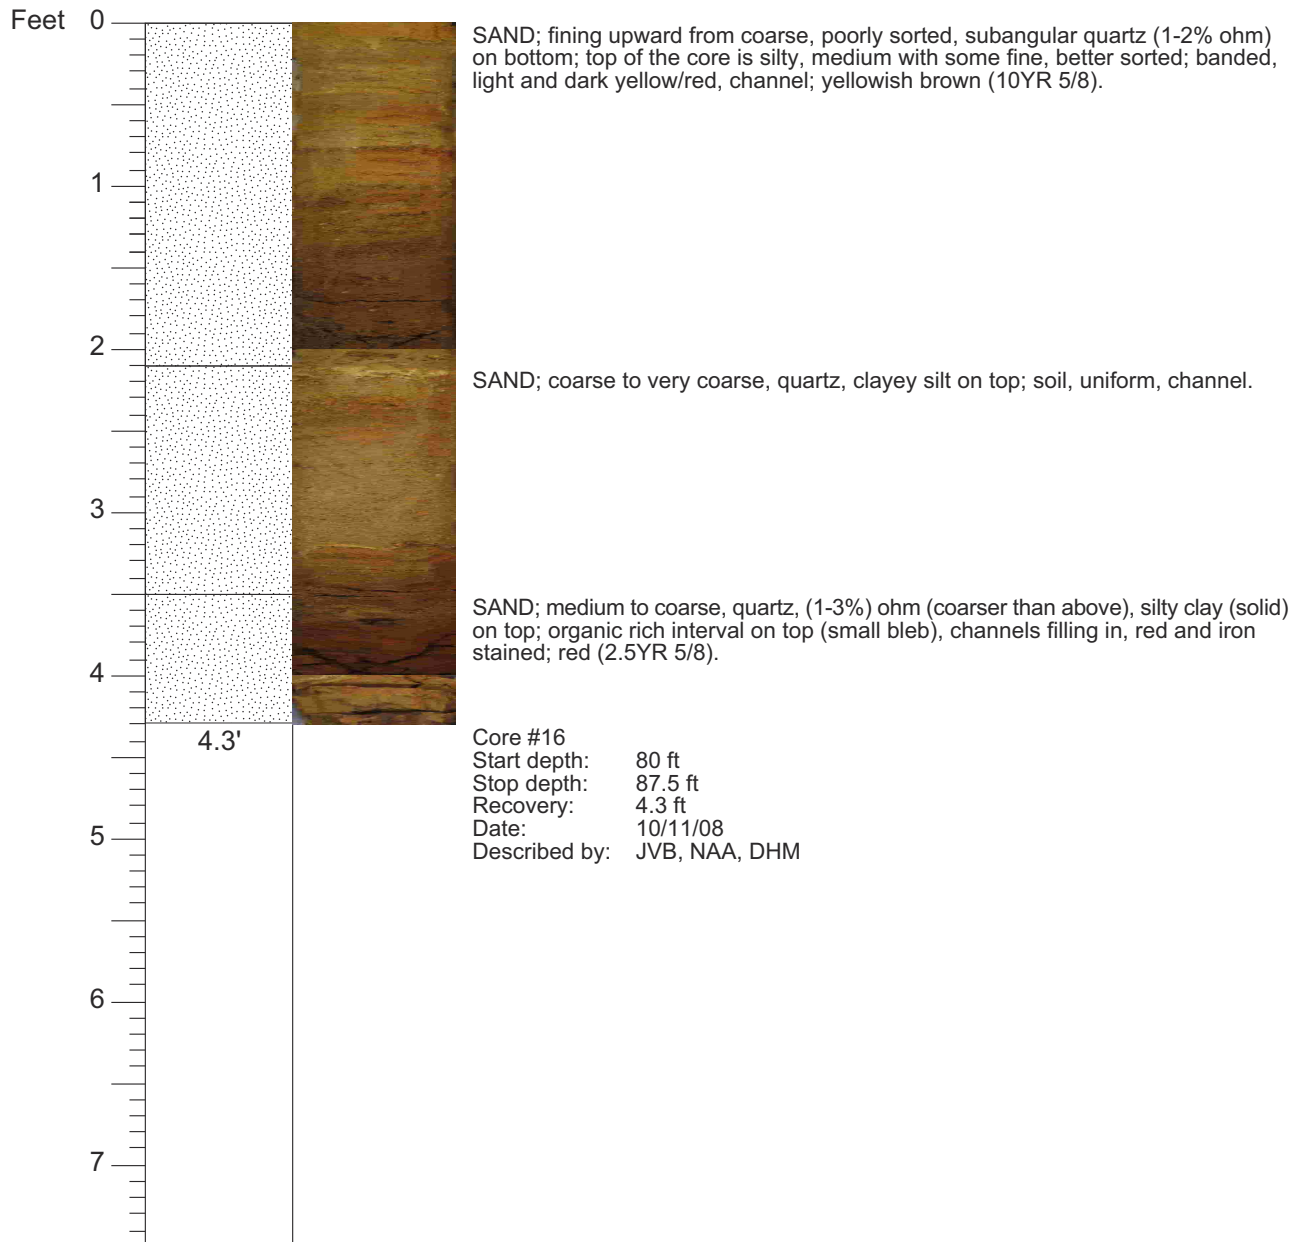 Feet 0
SAND; fining upward from coarse, poorly sorted, subangular quartz (1-2% ohm)
on bottom; top of the core is silty, medium with some fine, better sorted; banded,
light and dark yellow/red, channel; yellowish brown (10YR 5/8).
1
2
SAND; coarse to very coarse, quartz, clayey silt on top; soil, uniform, channel.
3
SAND; medium to coarse, quartz, (1-3%) ohm (coarser than above), silty clay (solid)
on top; organic rich interval on top (small bleb), channels filling in, red and iron
stained; red (2.5YR 5/8).
4
4.3'
Core #16
Start depth: 80 ft
Stop depth: 87.5 ft
Recovery: 4.3 ft
Date: 10/11/08
Described by: JVB, NAA, DHM
5
6
7